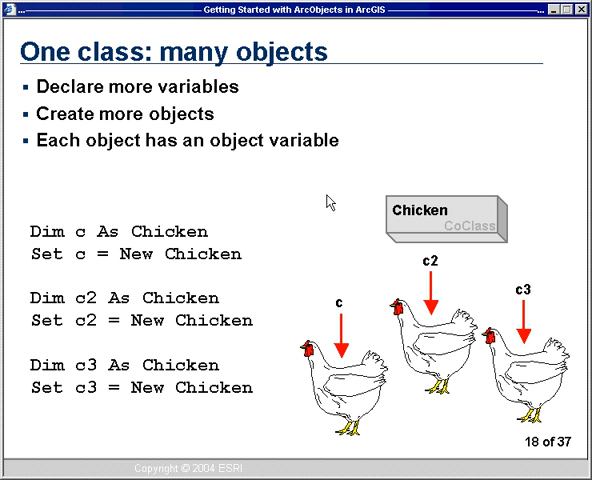 Getting Started with ArcObjects in ArcGIS
One class: many objects
Declare more variables
Create more objects
Each object has an object variable
Dim c As Chicken
Set c = New Chicken
Dim c2 As Chicken
Set c2 = New Chicken
Dim c3 As Chicken
Set c3 = New Chicken
Chicken
CoClass
c
c2
c3
18 of 37
Copyright © 2004 ESRI